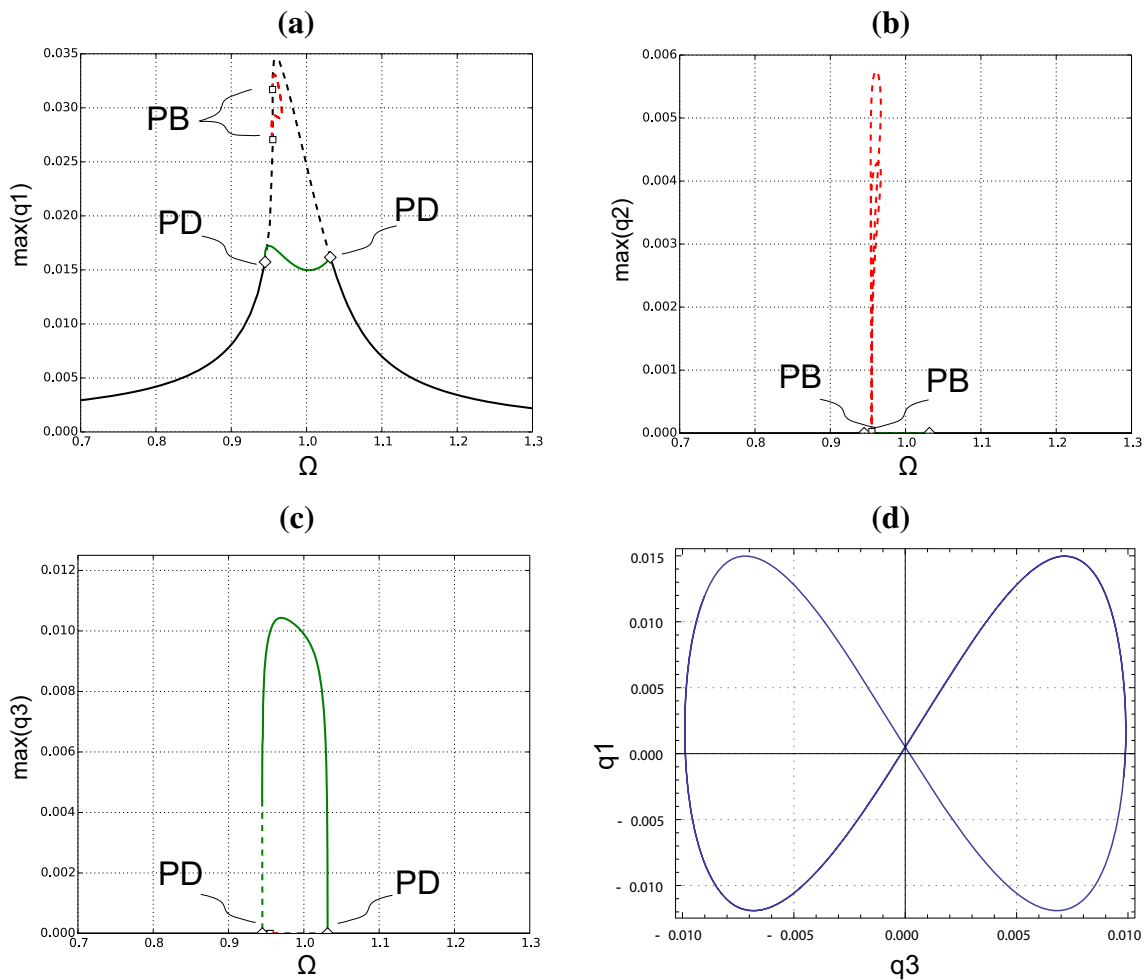 (a)
0.035
0.030
0.025
0.020
0.015
0.010
0.005
0.000
max(q1)
PB
PD
PD
0.7
0.8
0.9
1.0
1.1
1.2
1.3
Ω
(b)
0.006
0.005
0.004
0.003
0.002
0.001
0.000
max(q2)
PB
PB
0.7
0.8
0.9
1.0
1.1
1.2
1.3
Ω
(c)
0.012
0.010
0.008
0.006
0.004
0.002
0.000
max(q3)
PD
PD
0.7
0.8
0.9
1.0
1.1
1.2
1.3
Ω
(d)
0.015
0.010
0.005
0.000
- 0.005
- 0.010
q1
- 0.010
- 0.005
0.000
0.005
0.010
q3